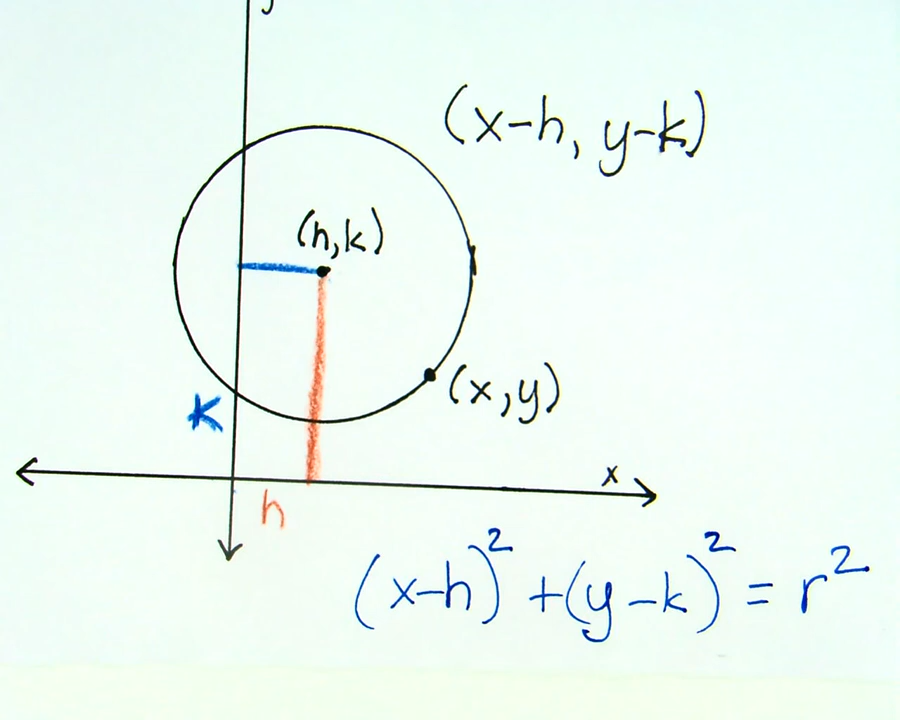 (x-h, y-k)
(h,k)
(x,y)
K
x
h
(x-h)² + (y-k)² = r²